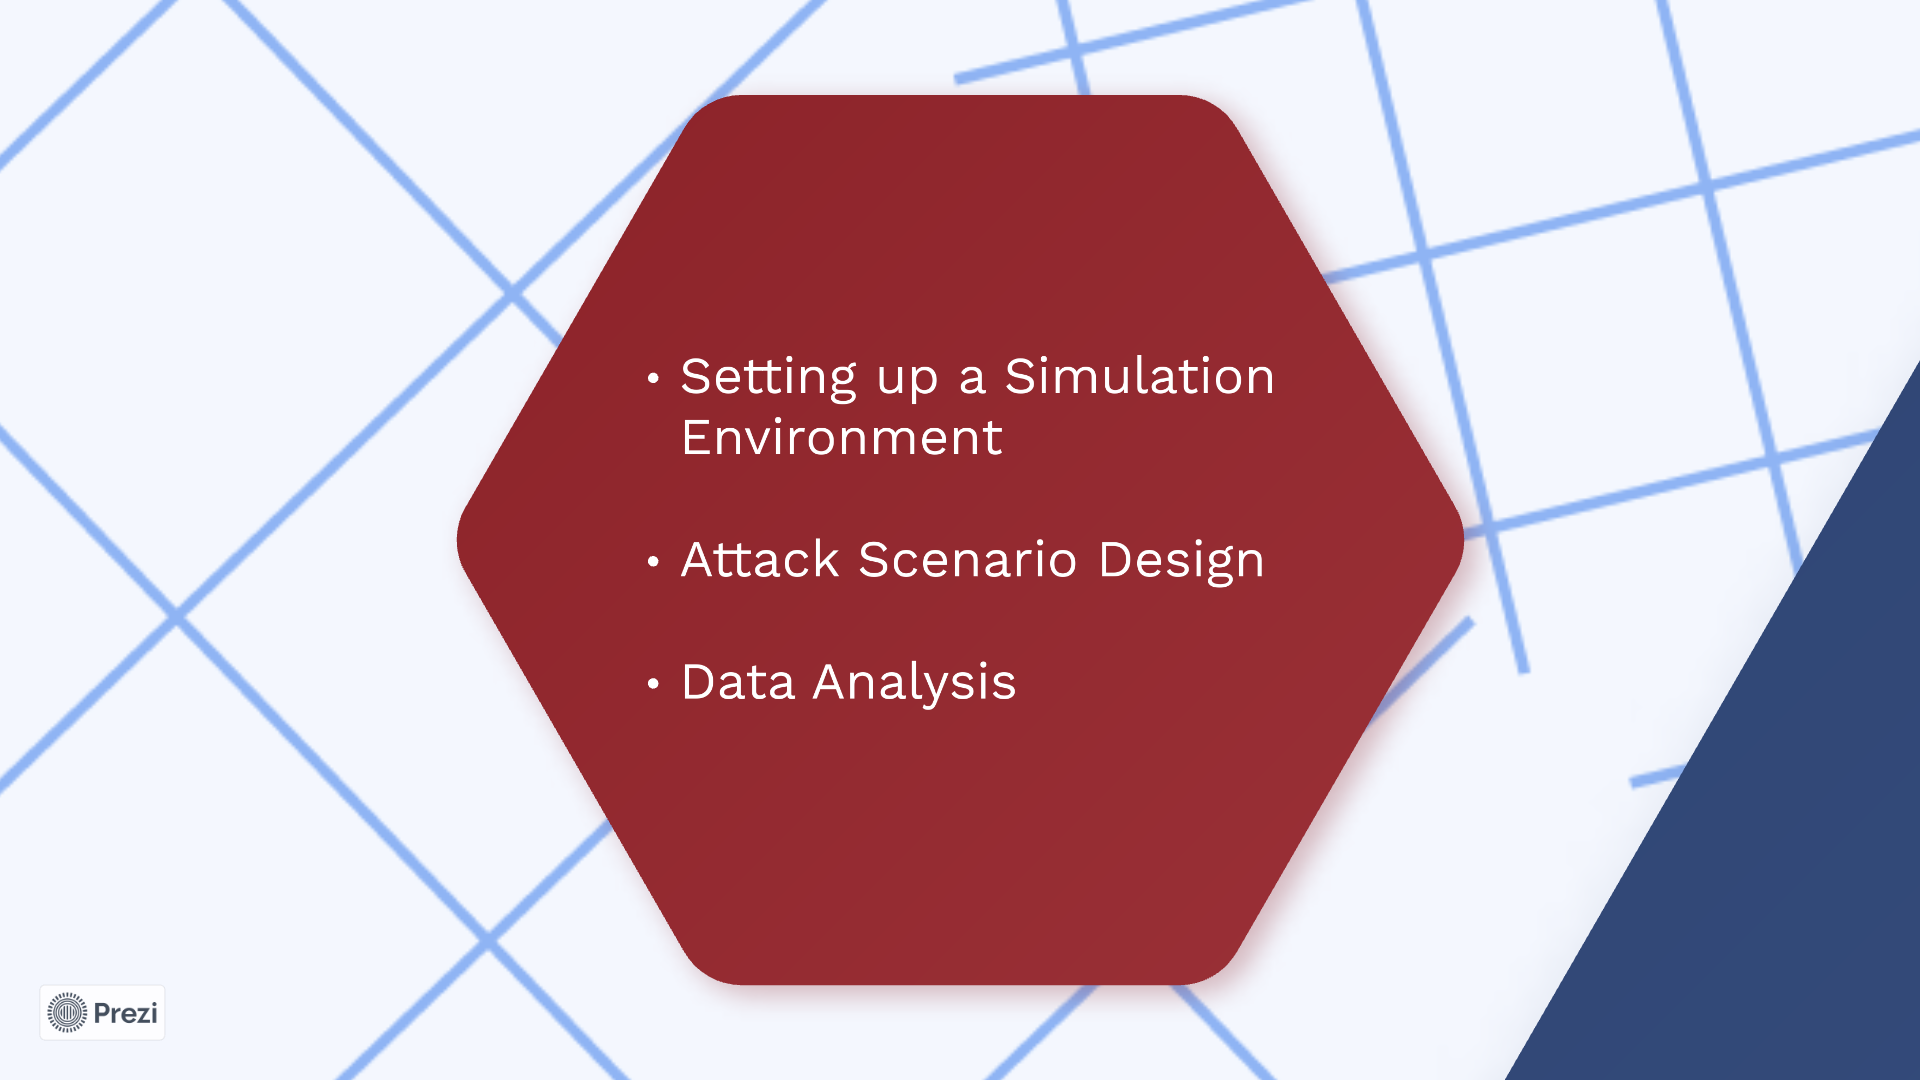 • Setting up a Simulation
Environment
• Attack Scenario Design
• Data Analysis
Prezi